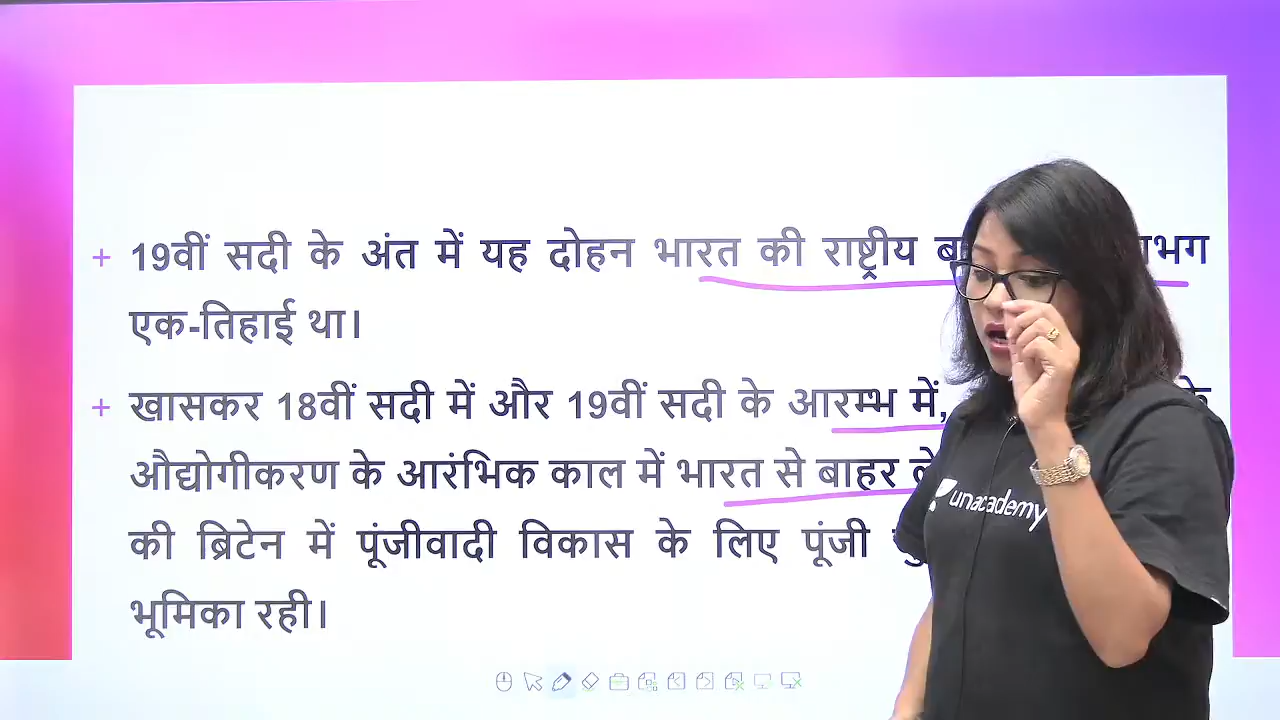 + 19वीं सदी के अंत में यह दोहन भारत की राष्ट्रीय
एक-तिहाई था।
+ खासकर 18वीं सदी में और 19वीं सदी के आरम्भ में,
औद्योगीकरण के आरंभिक काल में भारत से बाहर
की ब्रिटेन में पूंजीवादी विकास के लिए पूंजी
भूमिका रही।
unacademy